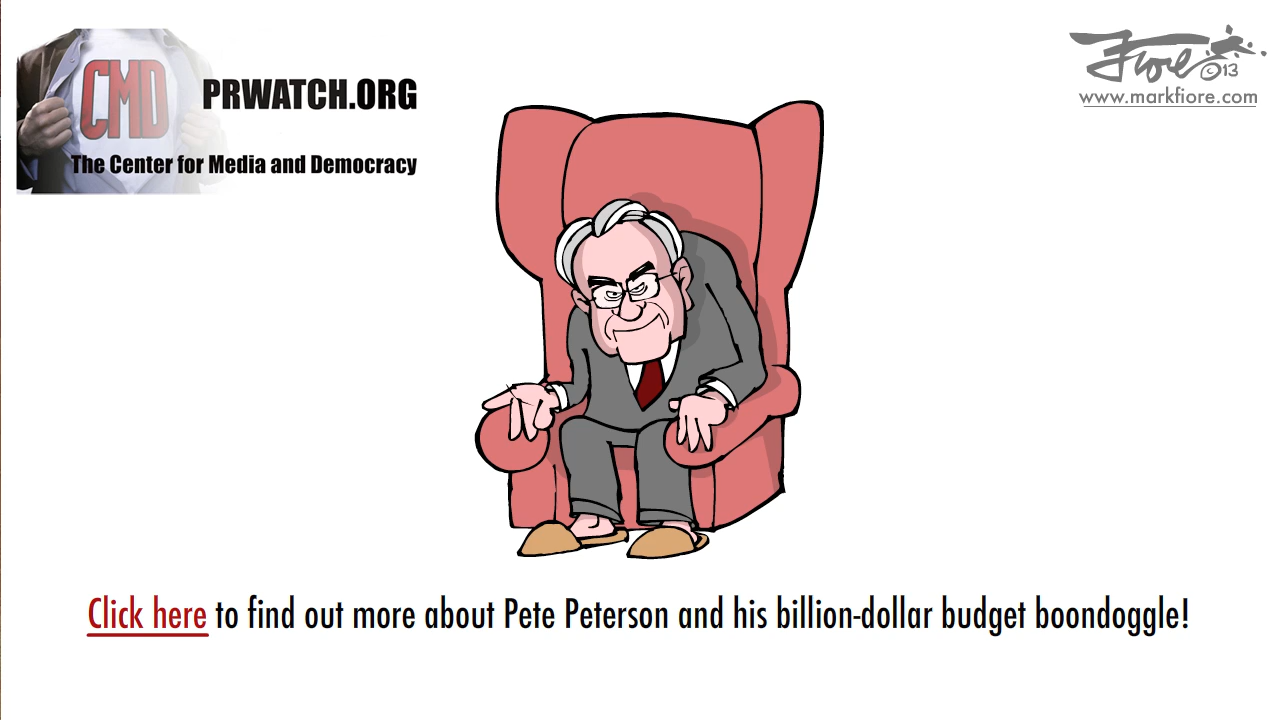 CMD
PRWATCH.ORG
The Center for Media and Democracy
Fiore ©13
www.markfiore.com
Click here to find out more about Pete Peterson and his billion-dollar budget boondoggle!